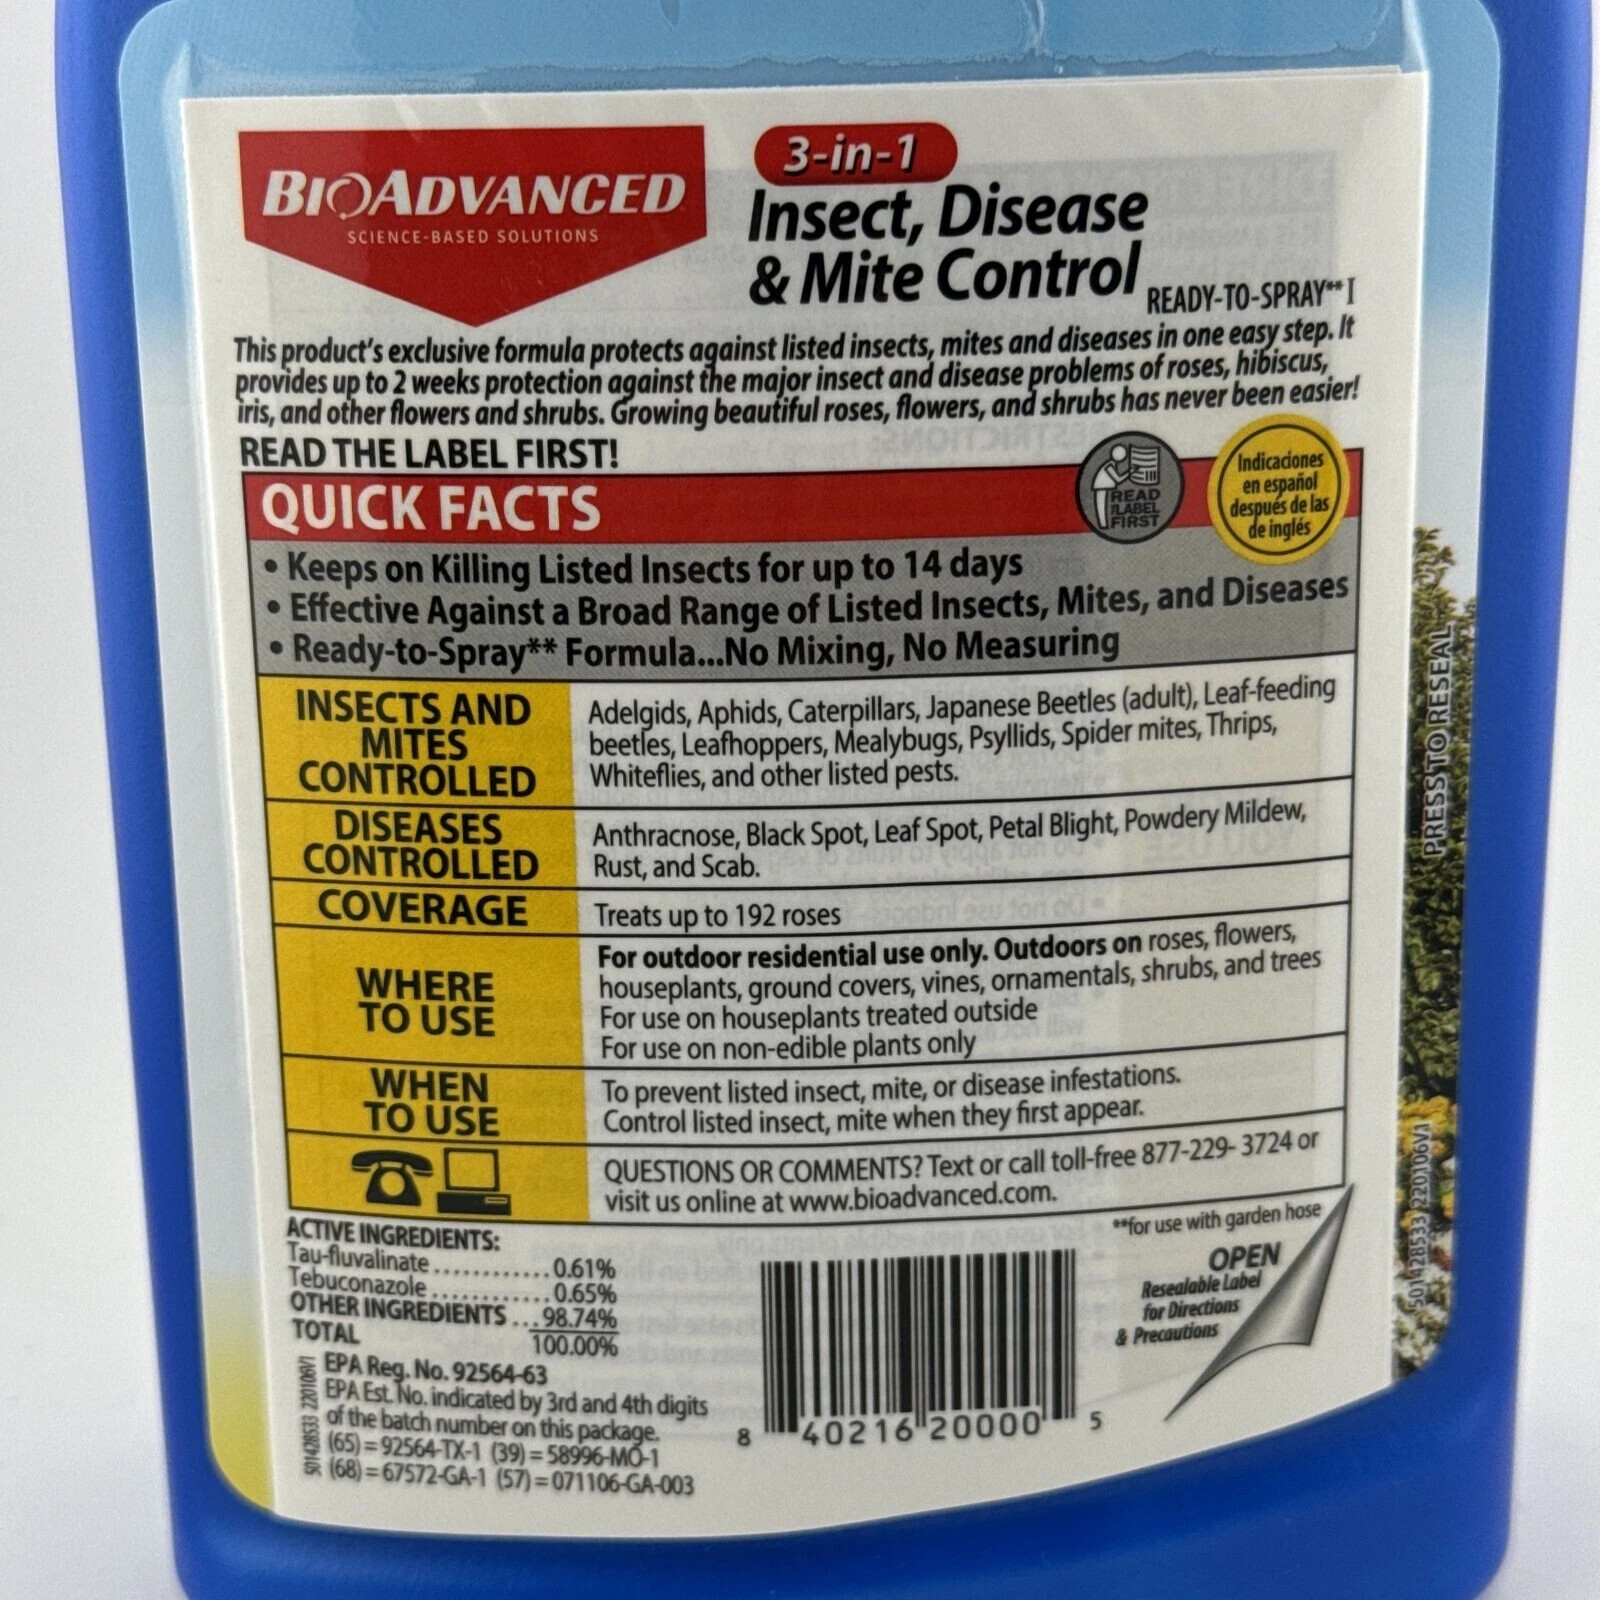 BIOADVANCED
SCIENCE-BASED SOLUTIONS
3-in-1
Insect, Disease
& Mite Control
READY-TO-SPRAY** I
This product's exclusive formula protects against listed insects, mites and diseases in one easy step. It
provides up to 2 weeks protection against the major insect and disease problems of roses, hibiscus,
iris, and other flowers and shrubs. Growing beautiful roses, flowers, and shrubs has never been easier!
READ THE LABEL FIRST!
QUICK FACTS
READ
THE LABEL
FIRST
Indicaciones
en español
después de las
de inglés
• Keeps on Killing Listed Insects for up to 14 days
• Effective Against a Broad Range of Listed Insects, Mites, and Diseases
• Ready-to-Spray** Formula...No Mixing, No Measuring
INSECTS AND
MITES
CONTROLLED
Adelgids, Aphids, Caterpillars, Japanese Beetles (adult), Leaf-feeding
beetles, Leafhoppers, Mealybugs, Psyllids, Spider mites, Thrips,
Whiteflies, and other listed pests.
DISEASES
CONTROLLED
Anthracnose, Black Spot, Leaf Spot, Petal Blight, Powdery Mildew,
Rust, and Scab.
COVERAGE
Treats up to 192 roses
WHERE
TO USE
For outdoor residential use only. Outdoors on roses, flowers,
houseplants, ground covers, vines, ornamentals, shrubs, and trees
For use on houseplants treated outside
For use on non-edible plants only
WHEN
TO USE
To prevent listed insect, mite, or disease infestations.
Control listed insect, mite when they first appear.
QUESTIONS OR COMMENTS? Text or call toll-free 877-229- 3724 or
visit us online at www.bioadvanced.com.
**for use with garden hose
OPEN
Resealable Label
for Directions
& Precautions
ACTIVE INGREDIENTS:
Tau-fluvalinate ............ 0.61%
Tebuconazole ............ 0.65%
OTHER INGREDIENTS ... 98.74%
TOTAL 100.00%
EPA Reg. No. 92564-63
EPA Est. No. indicated by 3rd and 4th digits
of the batch number on this package.
(65) = 92564-TX-1 (39) = 58996-MO-1
(68) = 67572-GA-1 (57) = 071106-GA-003
501428533 220106V1
8 40216 20000 5
PRESS TO RESEAL
501428533 220106V1